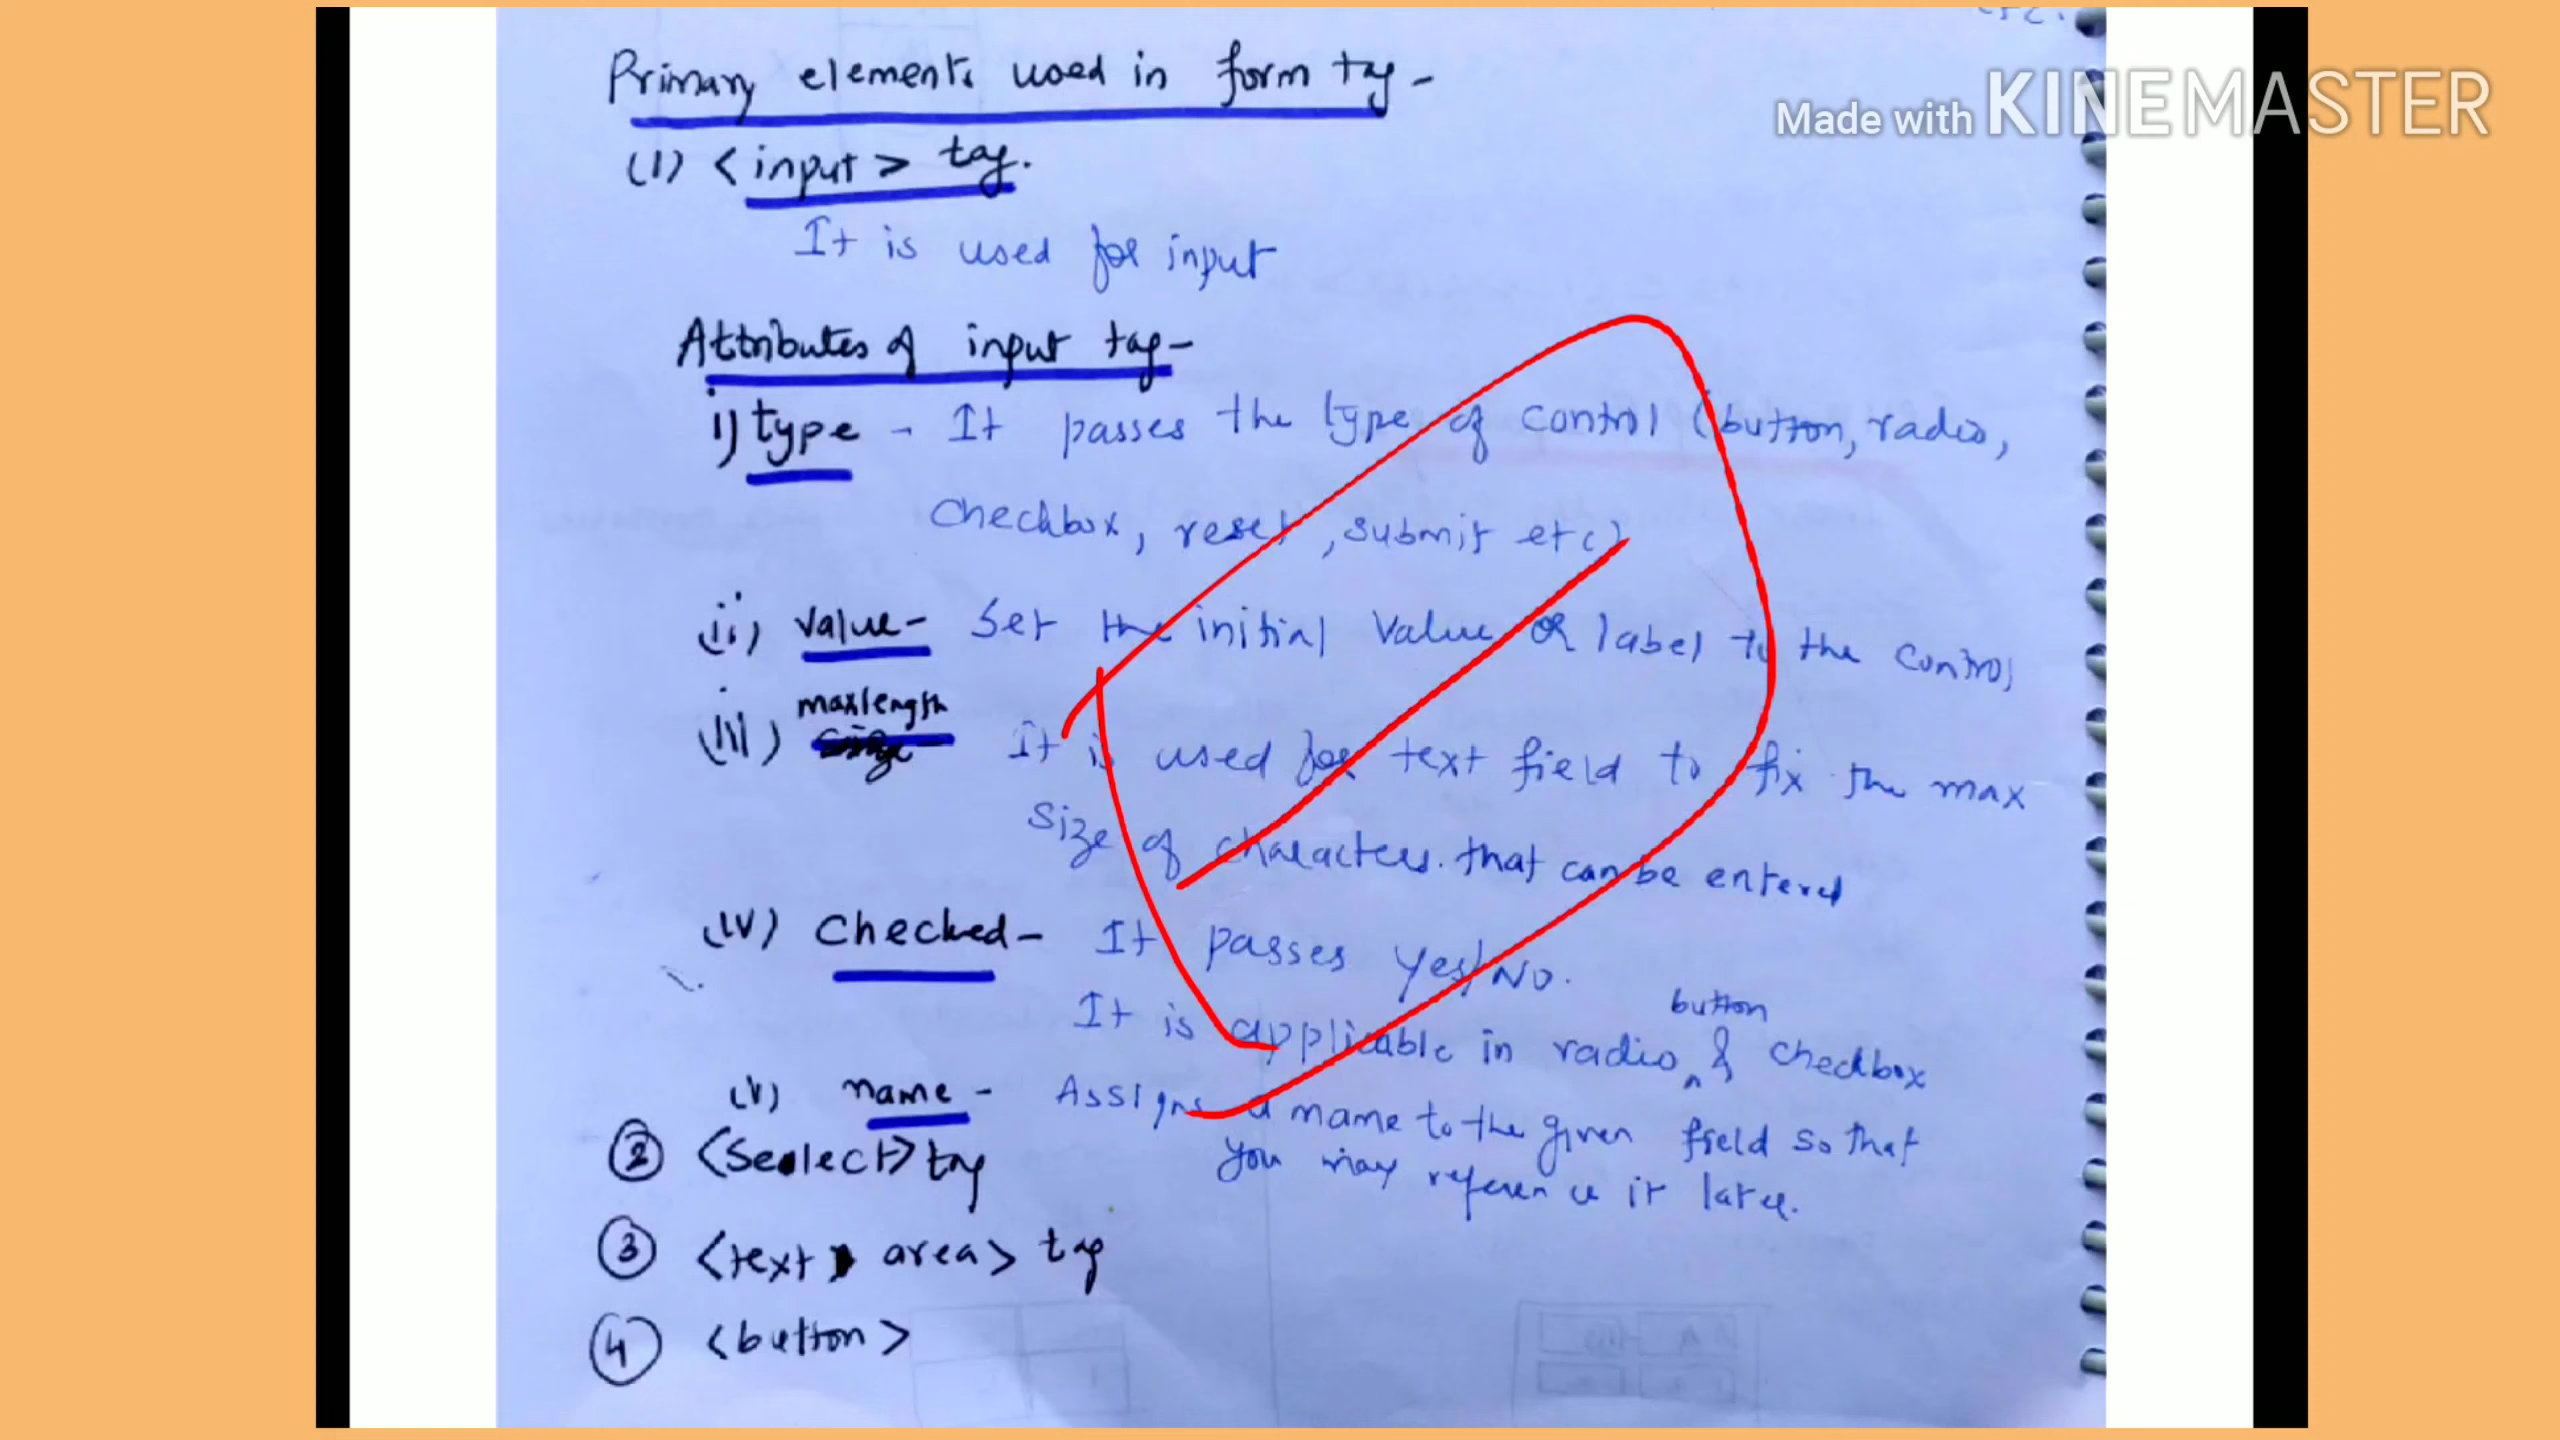 Primary elements used in form tag -
Made with KINEMASTER
(1) <input> tag.
It is used for input
Attributes of input tag -
i) type - It passes the type of control (button, radio,
checkbox, reset, submit etc)
(ii) value - Set the initial value or label to the control
(iii) maxlength It is used for text field to fix the max
size of characters. that can be entered
(iv) checked - It passes yes/No.
It is applicable in radio button & checkbox
(v) name - Assigns a name to the given field so that
you may reference it later.
② <select> tag
③ <text area> tag
④ <button>